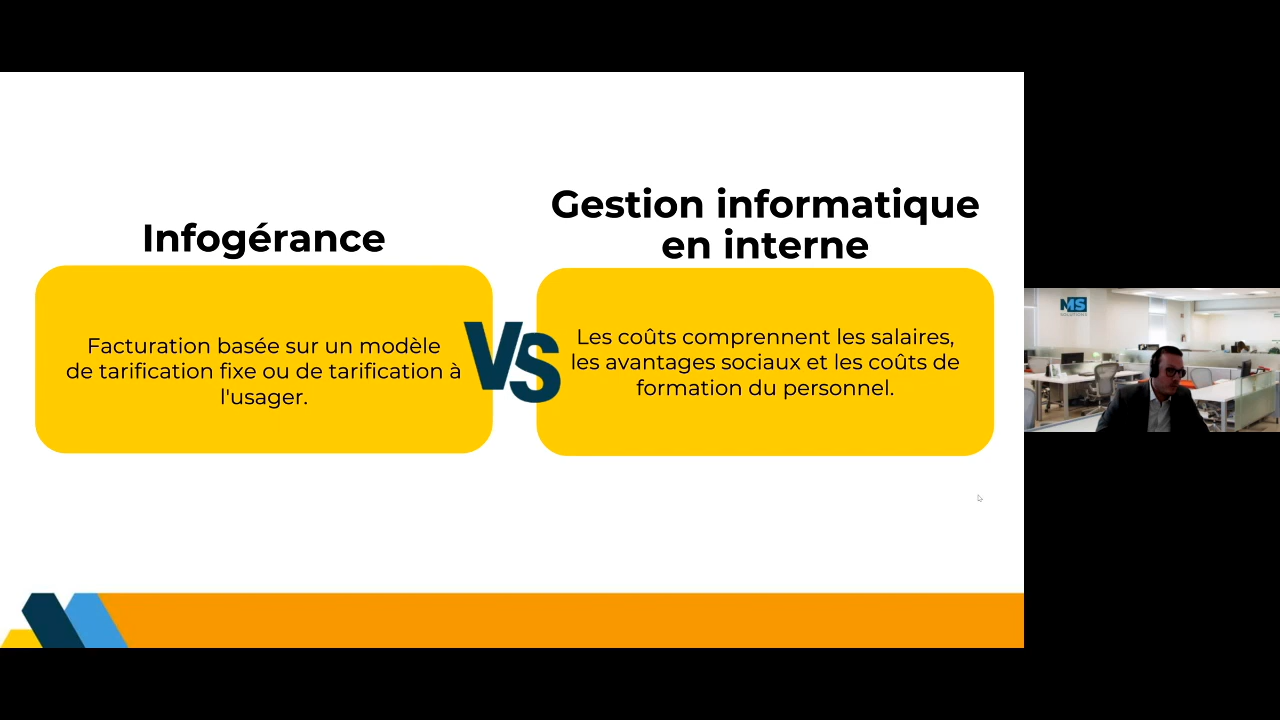 Infogérance
Facturation basée sur un modèle
de tarification fixe ou de tarification à
l'usager.
VS
Gestion informatique
en interne
Les coûts comprennent les salaires,
les avantages sociaux et les coûts de
formation du personnel.
MS
SOLUTIONS